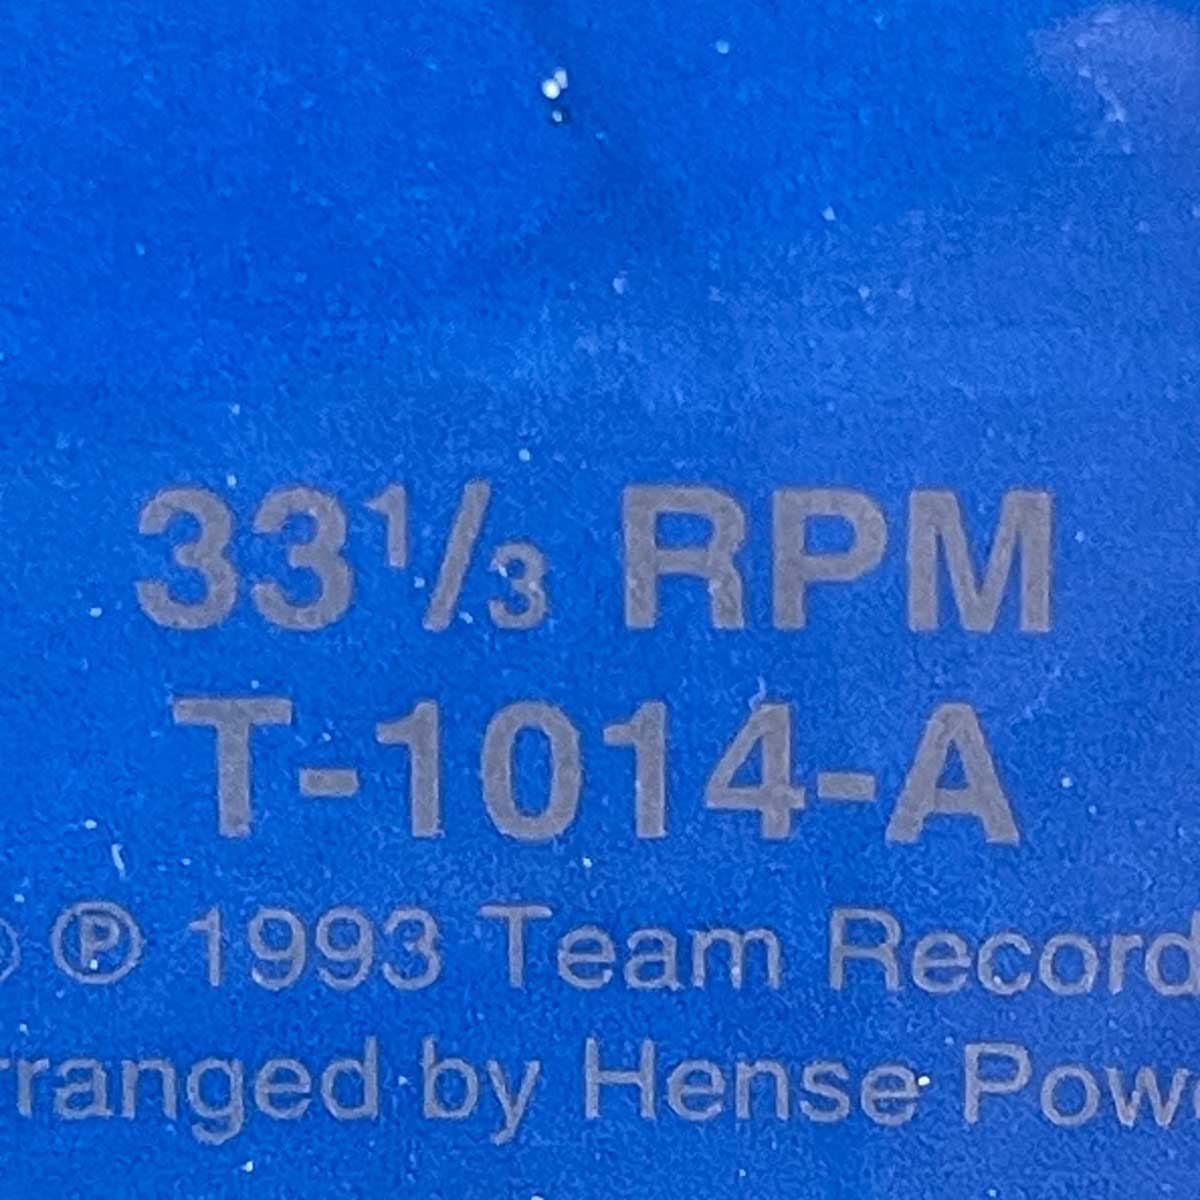 33⅓ RPM
T-1014-A
℗ 1993 Team Record
rranged by Hense Pow